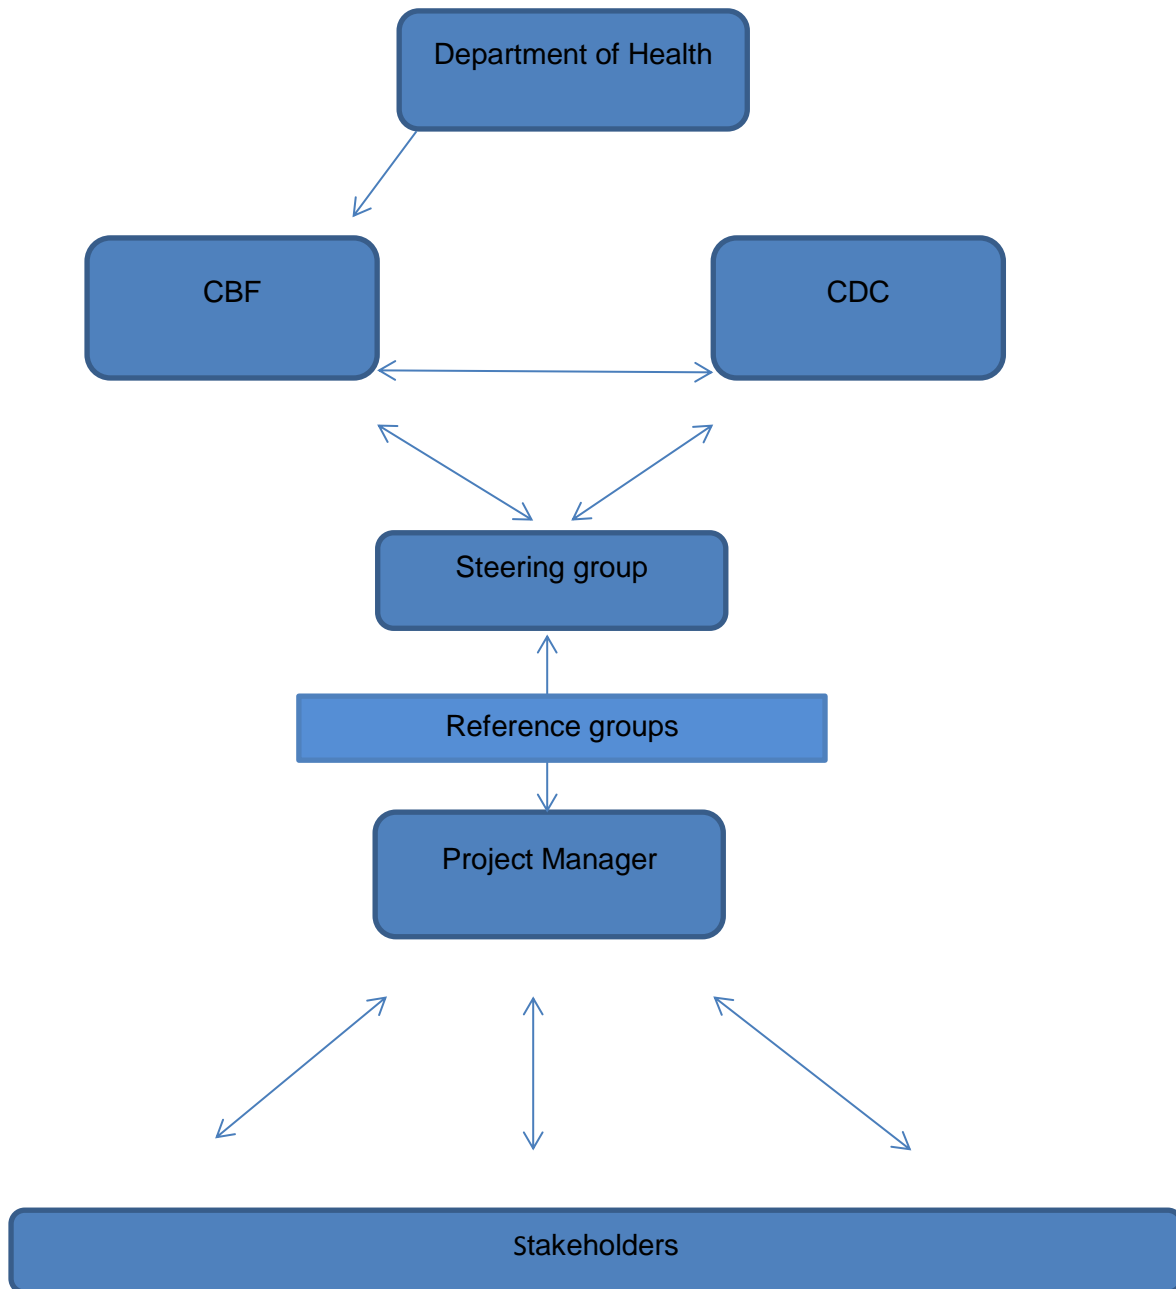 Department of Health
CBF
CDC
Steering group
Reference groups
Project Manager
Stakeholders